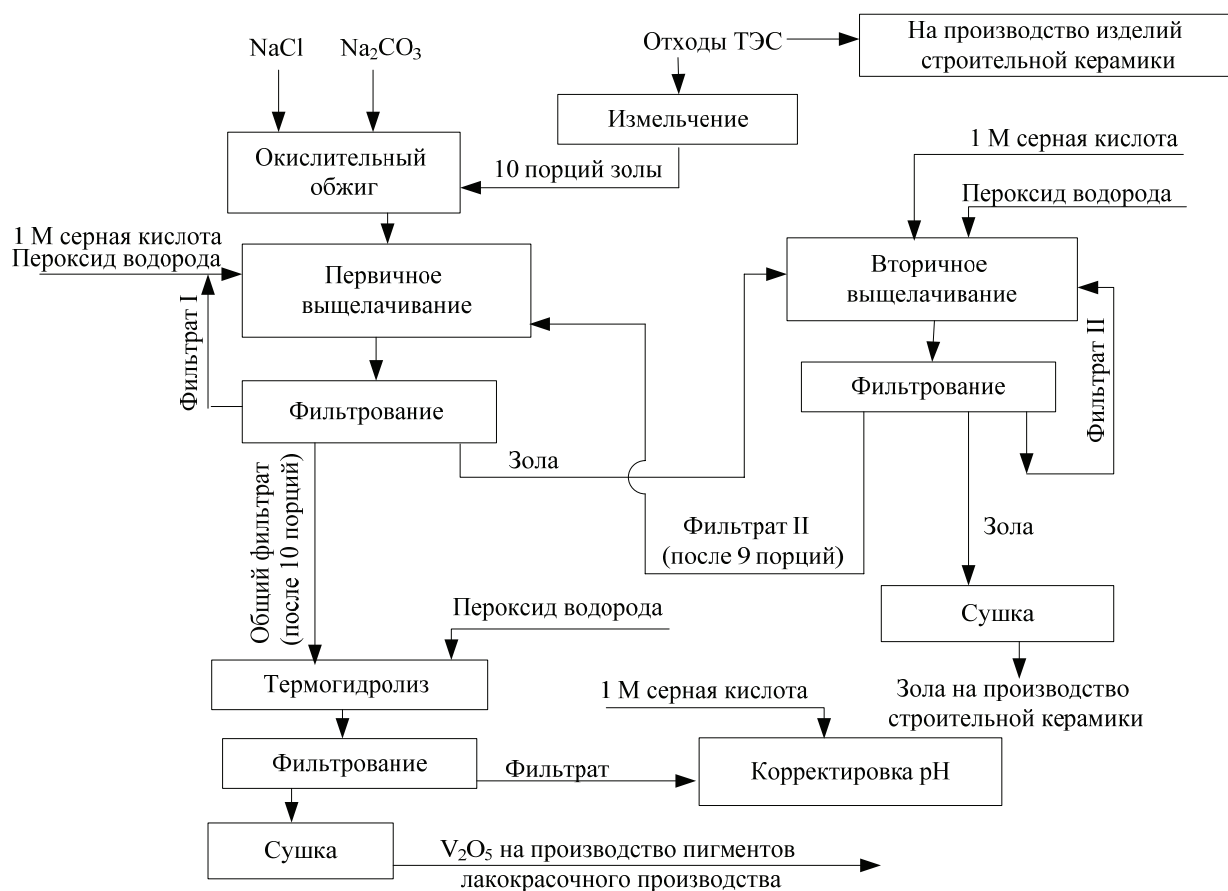 NaCl
Na₂CO₃
Отходы ТЭС
На производство изделий
строительной керамики
Измельчение
Окислительный
обжиг
10 порций золы
1 М серная кислота
Пероксид водорода
1 М серная кислота
Пероксид водорода
Первичное
выщелачивание
Вторичное
выщелачивание
Фильтрат I
Фильтрат II
Фильтрование
Фильтрование
Зола
Общий фильтрат
(после 10 порций)
Фильтрат II
(после 9 порций)
Зола
Пероксид водорода
Сушка
Термогидролиз
1 М серная кислота
Зола на производство
строительной керамики
Фильтрование
Фильтрат
Корректировка pH
Сушка
V₂O₅ на производство пигментов
лакокрасочного производства